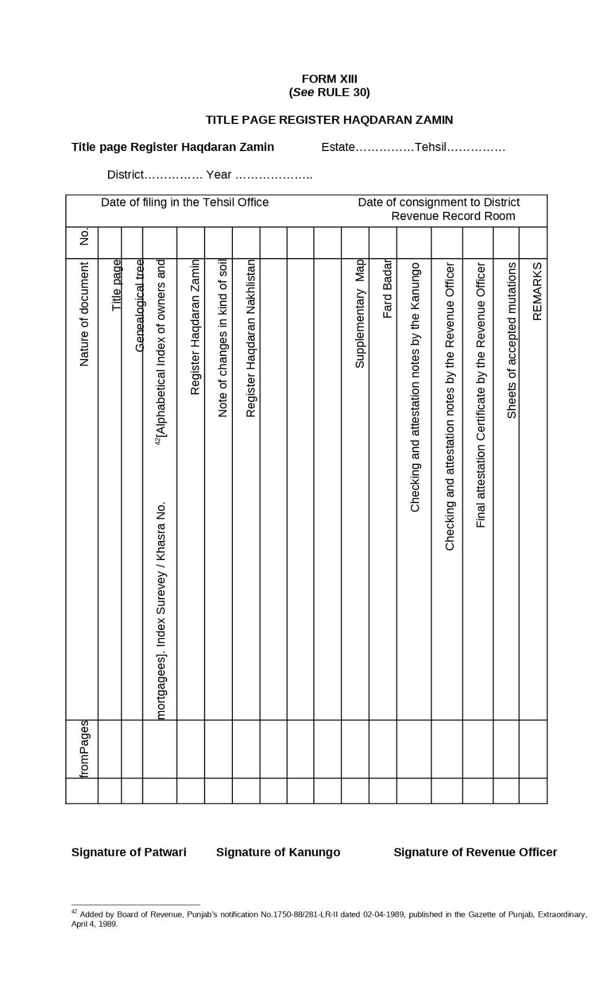 FORM XIII
(See RULE 30)
TITLE PAGE REGISTER HAQDARAN ZAMIN
Title page Register Haqdaran Zamin Estate……………Tehsil……………
District…………… Year ………………..
Date of filing in the Tehsil Office
Date of consignment to District
Revenue Record Room
No.
Nature of document
Title page
Genealogical tree
42[Alphabetical Index of owners and
mortgagees]. Index Surevey / Khasra No.
Register Haqdaran Zamin
Note of changes in kind of soil
Register Haqdaran Nakhlistan
Supplementary Map
Fard Badar
Checking and attestation notes by the Kanungo
Checking and attestation notes by the Revenue Officer
Final attestation Certificate by the Revenue Officer
Sheets of accepted mutations
REMARKS
fromPages
Signature of Patwari Signature of Kanungo Signature of Revenue Officer
42 Added by Board of Revenue, Punjab's notification No.1750-88/281-LR-II dated 02-04-1989, published in the Gazette of Punjab, Extraordinary,
April 4, 1989.